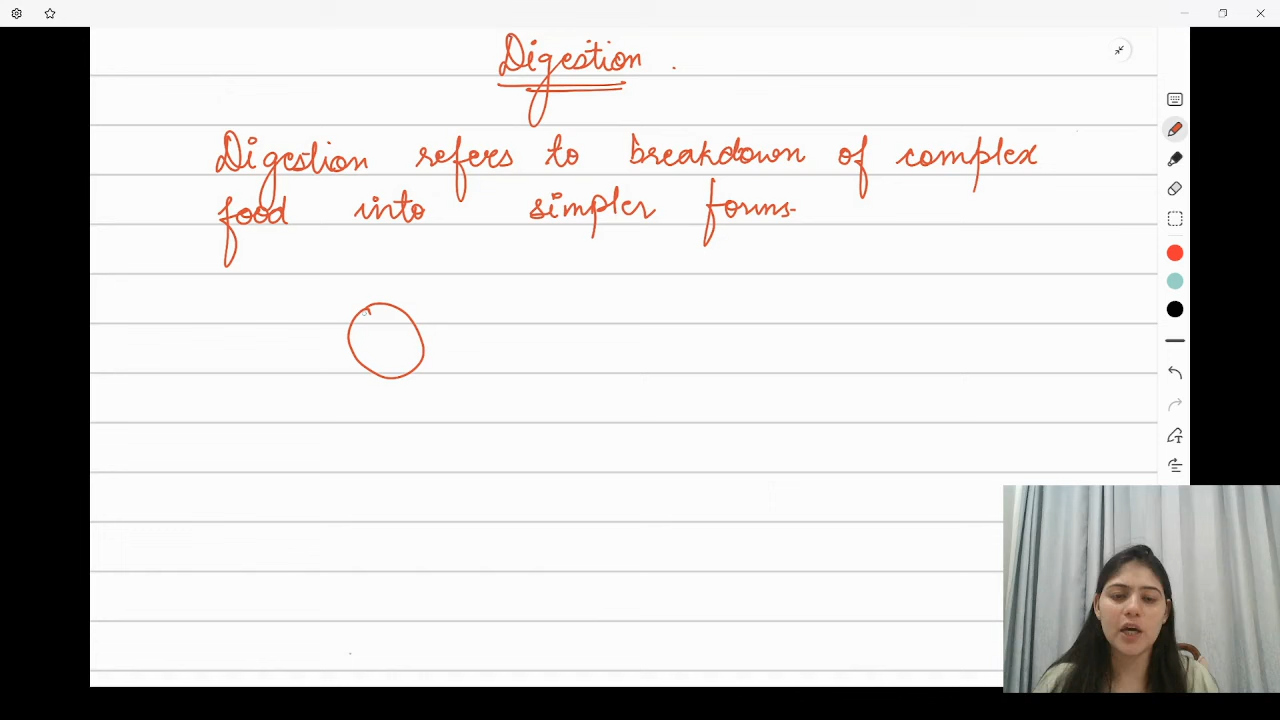 Digestion.
Digestion refers to breakdown of complex
food into simpler forms-